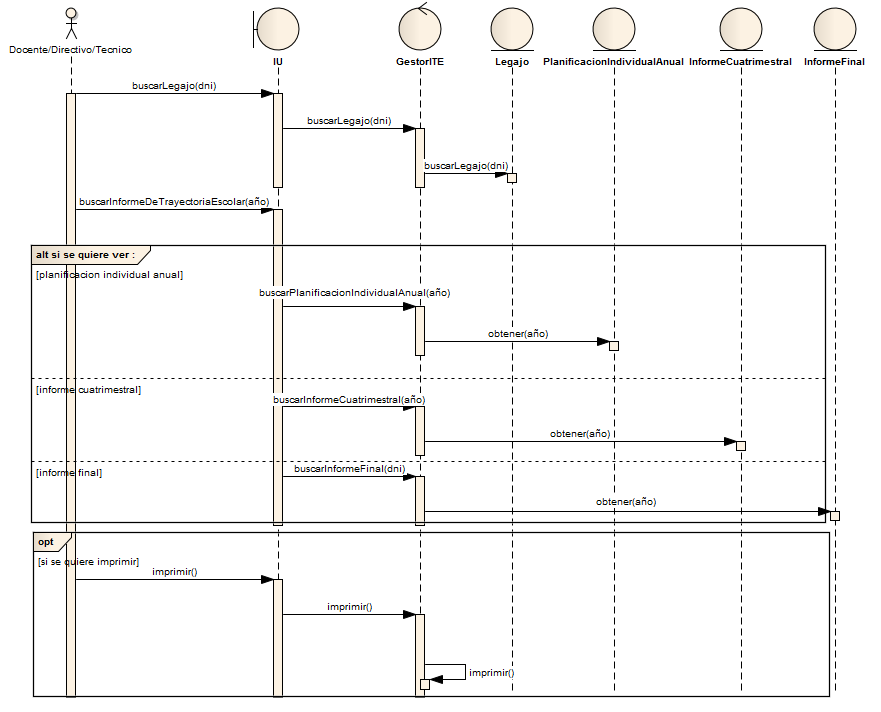 Docente/Directivo/Tecnico
IU
GestorITE
Legajo
PlanificacionIndividualAnual
InformeCuatrimestral
InformeFinal
buscarLegajo(dni)
buscarLegajo(dni)
buscarLegajo(dni)
buscarInformeDeTrayectoriaEscolar(año)
alt si se quiere ver :
[planificacion individual anual]
buscarPlanificacionIndividualAnual(año)
obtener(año)
[informe cuatrimestral]
buscarInformeCuatrimestral(año)
obtener(año)
[informe final]
buscarInformeFinal(dni)
obtener(año)
opt
[si se quiere imprimir]
imprimir()
imprimir()
imprimir()